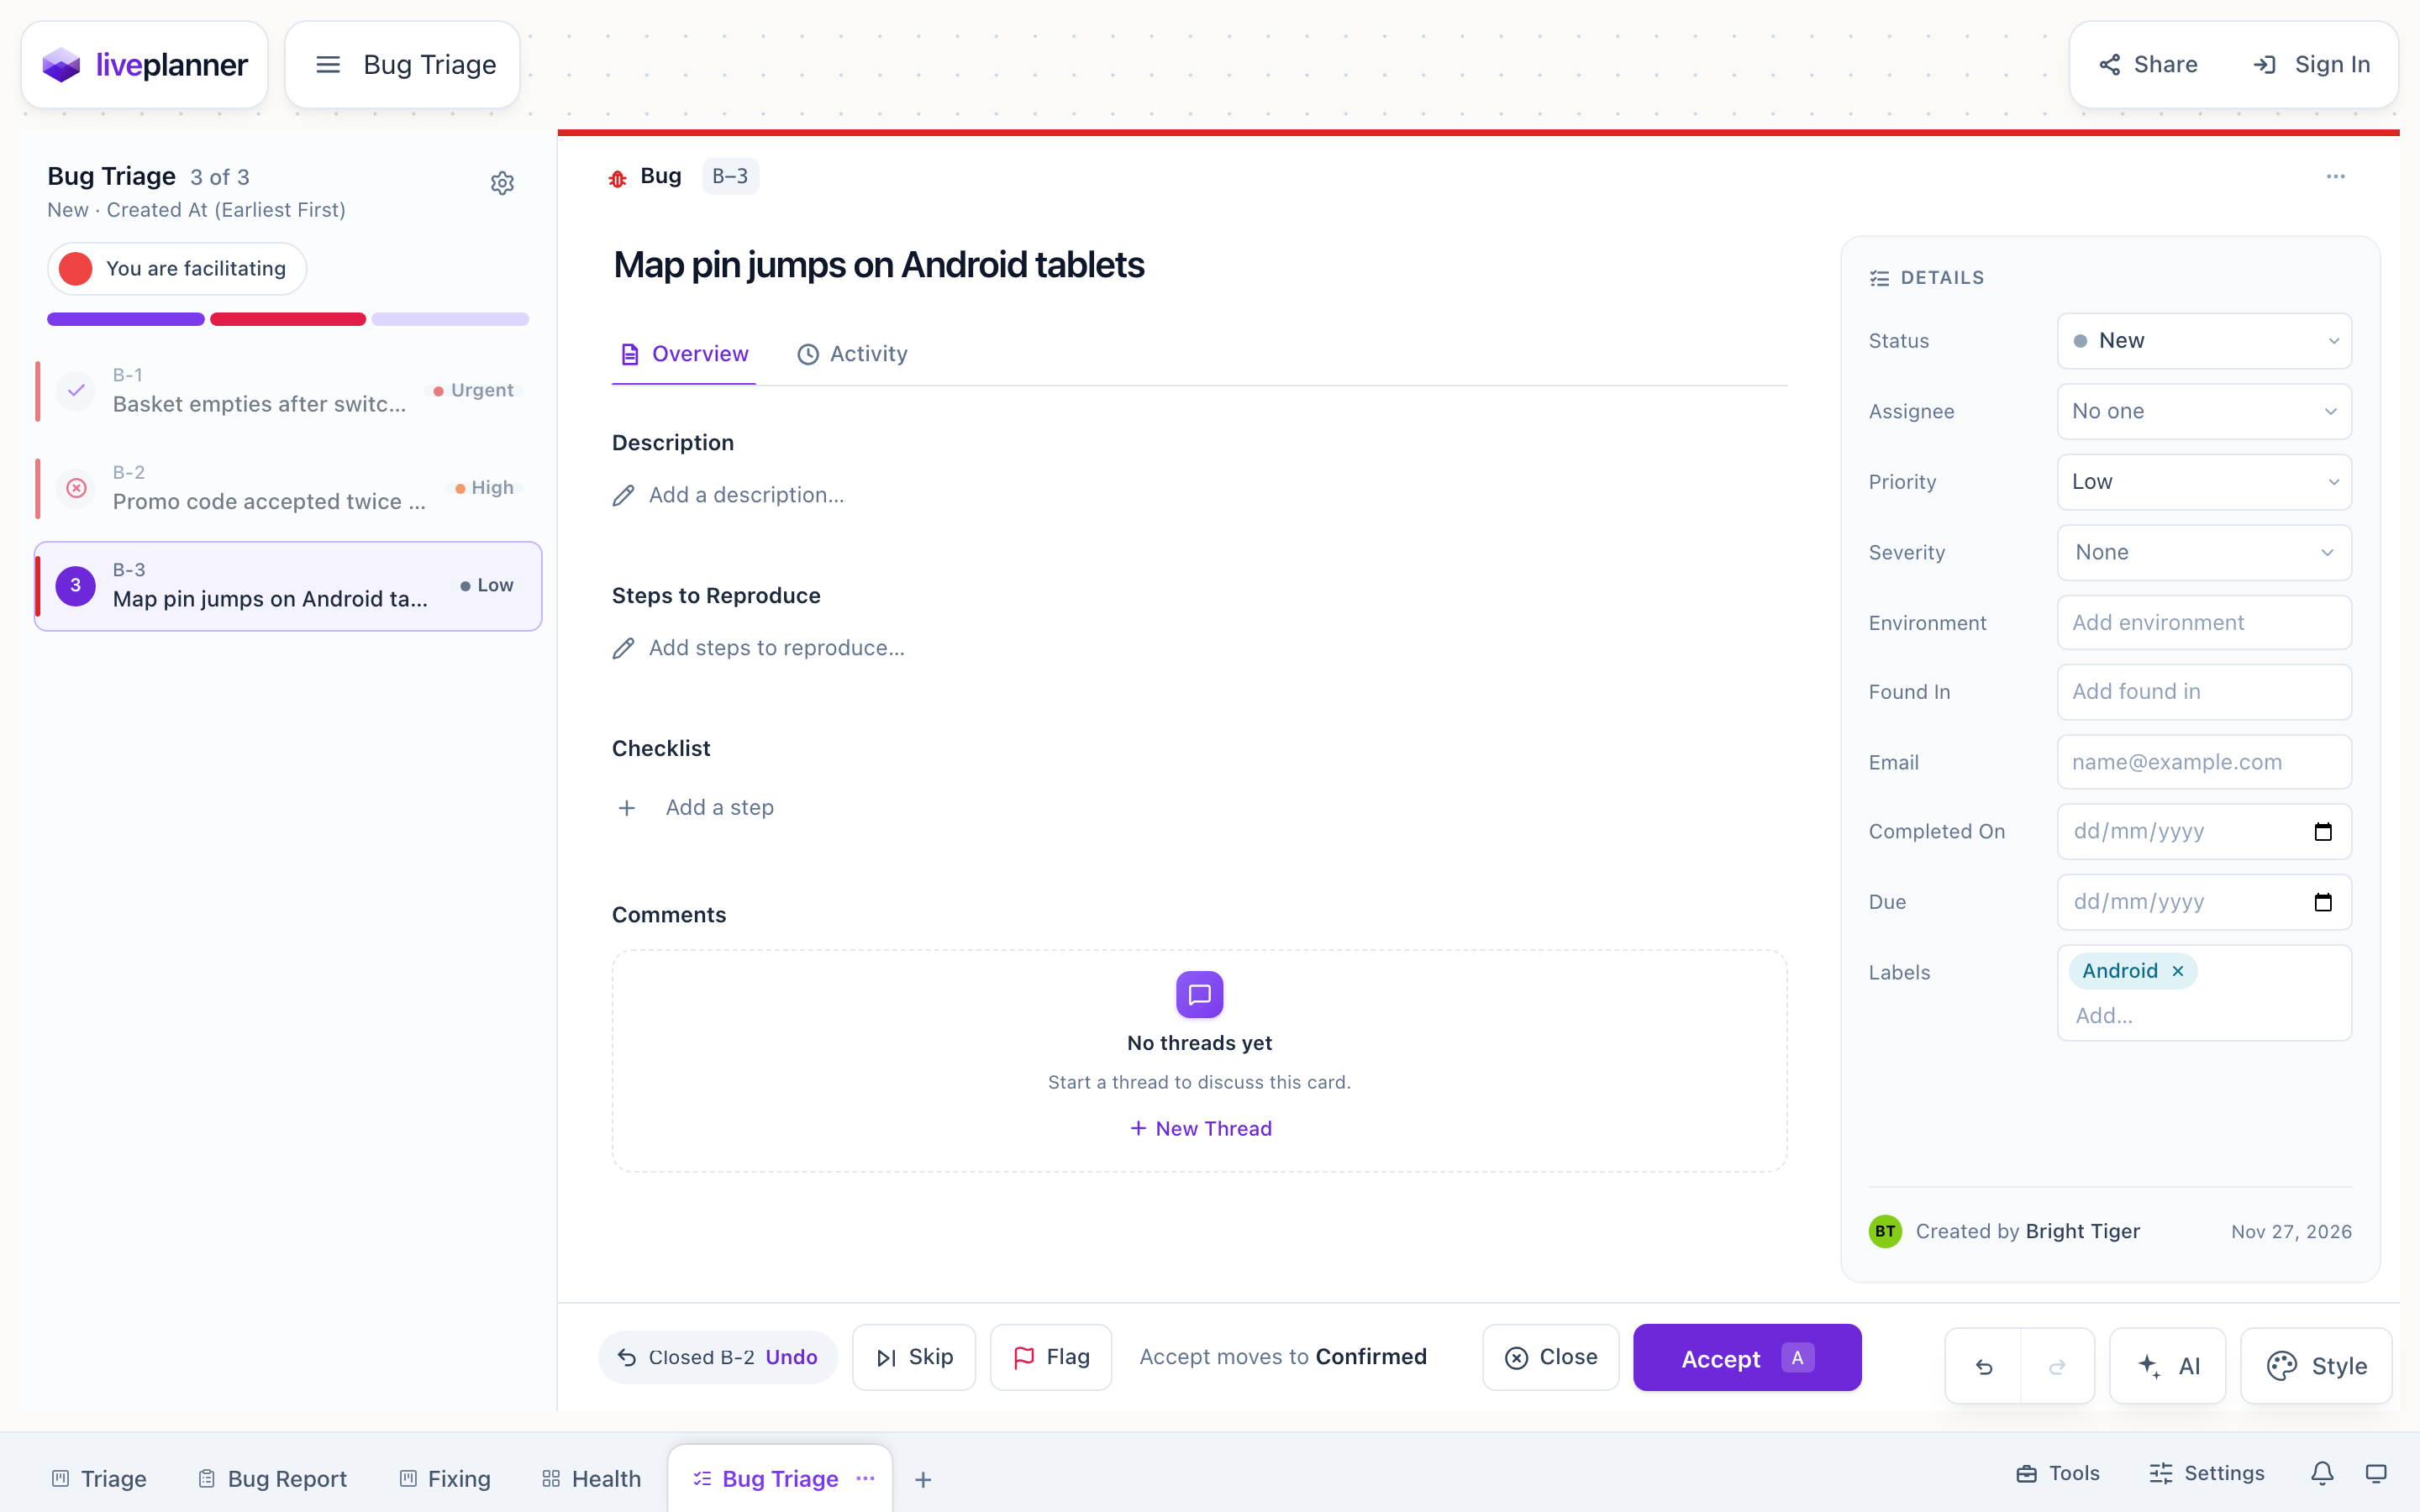 liveplanner
Bug Triage
Share
Sign In
Bug Triage 3 of 3
New · Created At (Earliest First)
You are facilitating
B-1
Basket empties after switc...
Urgent
B-2
Promo code accepted twice ...
High
3
B-3
Map pin jumps on Android ta...
Low
Bug B-3
Map pin jumps on Android tablets
Overview
Activity
Description
Add a description...
Steps to Reproduce
Add steps to reproduce...
Checklist
Add a step
Comments
No threads yet
Start a thread to discuss this card.
New Thread
DETAILS
Status New
Assignee No one
Priority Low
Severity None
Environment Add environment
Found In Add found in
Email name@example.com
Completed On dd/mm/yyyy
Due dd/mm/yyyy
Labels Android
Add...
BT Created by Bright Tiger Nov 27, 2026
Closed B-2 Undo
Skip
Flag
Accept moves to Confirmed
Close
Accept A
AI
Style
Triage
Bug Report
Fixing
Health
Bug Triage
Tools
Settings